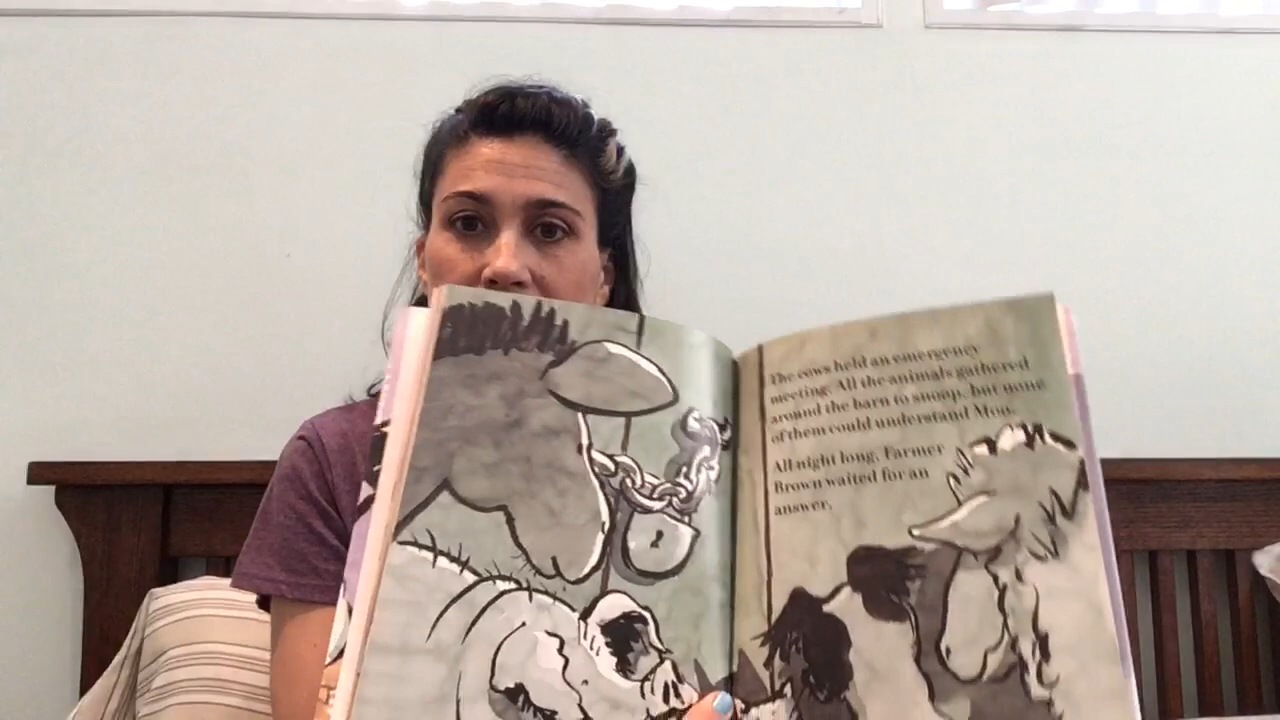 The cows held an emergency
meeting. All the animals gathered
around the barn to snoop, but none
of them could understand Moo.
All night long, Farmer
Brown waited for an
answer.